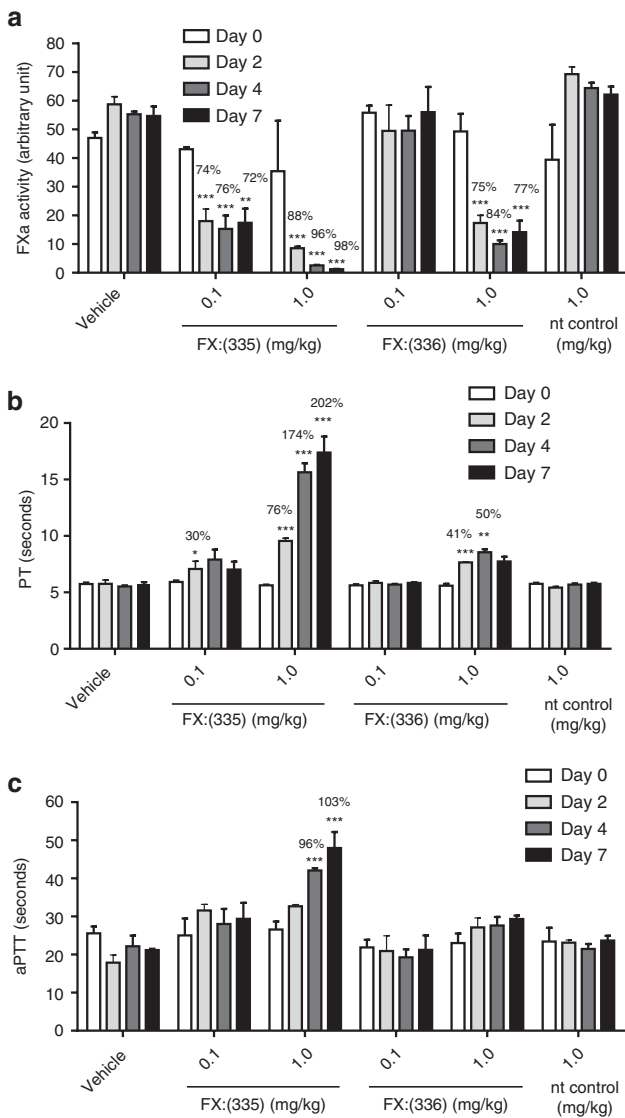 a
Day 0
Day 2
Day 4
Day 7
FXa activity (arbitrary unit)
80
70
60
50
40
30
20
10
0
74%
***
76%
***
72%
**
88%
***
96%
***
98%
***
75%
***
84%
***
77%
***
Vehicle
0.1
1.0
0.1
1.0
1.0
FX:(335) (mg/kg)
FX:(336) (mg/kg)
nt control
(mg/kg)
b
Day 0
Day 2
Day 4
Day 7
PT (seconds)
20
15
10
5
0
30%
*
76%
***
174%
***
202%
***
41%
***
50%
**
Vehicle
0.1
1.0
0.1
1.0
1.0
FX:(335) (mg/kg)
FX:(336) (mg/kg)
nt control
(mg/kg)
c
Day 0
Day 2
Day 4
Day 7
aPTT (seconds)
60
50
40
30
20
10
0
96%
***
103%
***
Vehicle
0.1
1.0
0.1
1.0
1.0
FX:(335) (mg/kg)
FX:(336) (mg/kg)
nt control
(mg/kg)